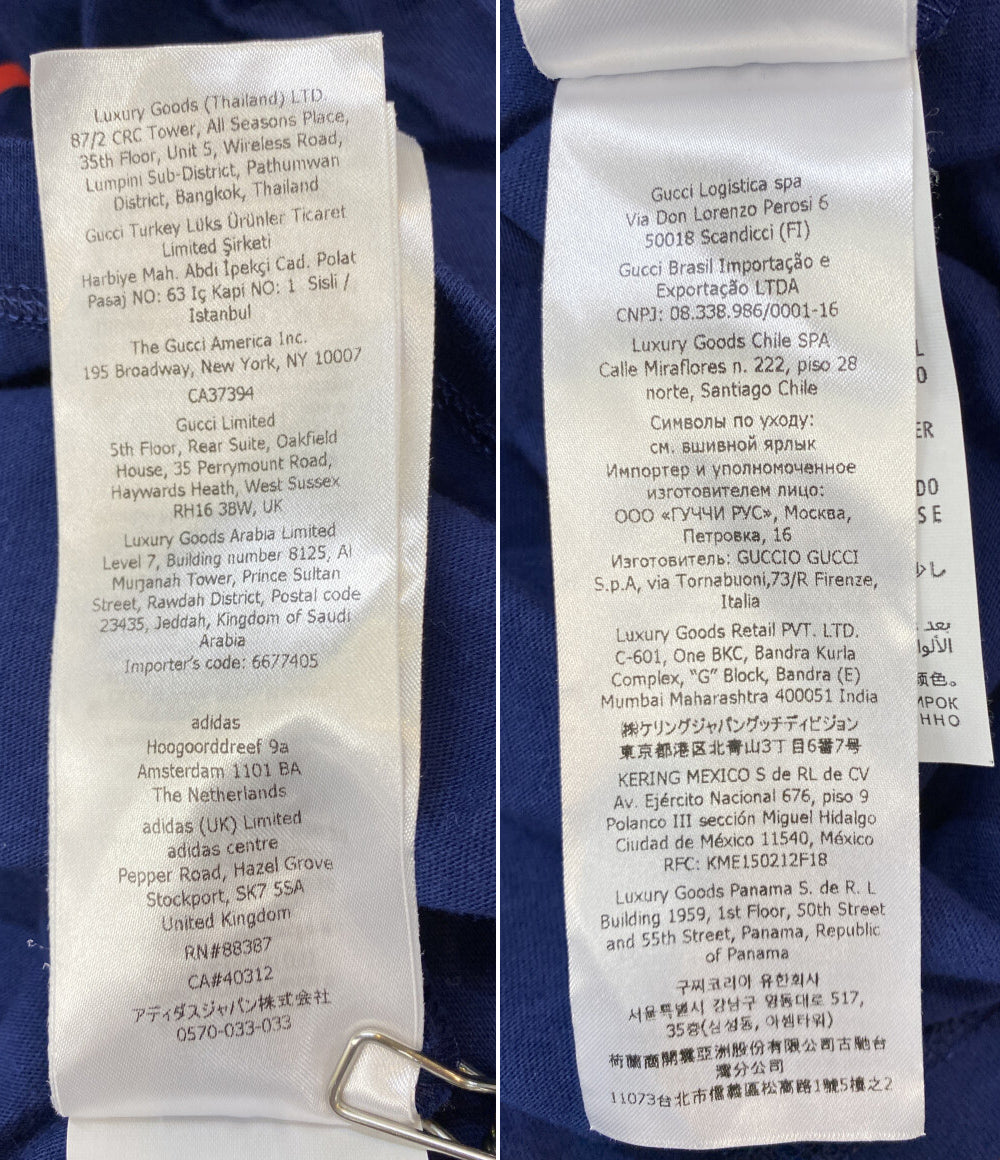 Luxury Goods (Thailand) LTD
87/2 CRC Tower, All Seasons Place,
35th Floor, Unit 5, Wireless Road,
Lumpini Sub-District, Pathumwan
District, Bangkok, Thailand
Gucci Turkey Lüks Ürünler Ticaret
Limited Şirketi
Harbiye Mah. Abdi İpekçi Cad. Polat
Pasaj NO: 63 Iç Kapi NO: 1 Sisli /
Istanbul
The Gucci America Inc.
195 Broadway, New York, NY 10007
CA37394
Gucci Limited
5th Floor, Rear Suite, Oakfield
House, 35 Perrymount Road,
Haywards Heath, West Sussex
RH16 3BW, UK
Luxury Goods Arabia Limited
Level 7, Building number 8125, Al
Murjanah Tower, Prince Sultan
Street, Rawdah District, Postal code
23435, Jeddah, Kingdom of Saudi
Arabia
Importer's code: 6677405
adidas
Hoogoorddreef 9a
Amsterdam 1101 BA
The Netherlands
adidas (UK) Limited
adidas centre
Pepper Road, Hazel Grove
Stockport, SK7 5SA
United Kingdom
RN#88387
CA#40312
アディダスジャパン株式会社
0570-033-033
Gucci Logistica spa
Via Don Lorenzo Perosi 6
50018 Scandicci (FI)
Gucci Brasil Importação e
Exportação LTDA
CNPJ: 08.338.986/0001-16
Luxury Goods Chile SPA
Calle Miraflores n. 222, piso 28
norte, Santiago Chile
Символы по уходу:
см. вшивной ярлык
Импортер и уполномоченное
изготовителем лицо:
ООО «ГУЧЧИ РУС», Москва,
Петровка, 16
Изготовитель: GUCCIO GUCCI
S.p.A, via Tornabuoni,73/R Firenze,
Italia
Luxury Goods Retail PVT. LTD.
C-601, One BKC, Bandra Kurla
Complex, "G" Block, Bandra (E)
Mumbai Maharashtra 400051 India
㈱ケリングジャパングッチディビジョン
東京都港区北青山3丁目6番7号
KERING MEXICO S de RL de CV
Av. Ejército Nacional 676, piso 9
Polanco III sección Miguel Hidalgo
Ciudad de México 11540, México
RFC: KME150212F18
Luxury Goods Panama S. de R. L
Building 1959, 1st Floor, 50th Street
and 55th Street, Panama, Republic
of Panama
구찌코리아 유한회사
서울특별시 강남구 영동대로 517,
35층(삼성동, 아셈타워)
荷蘭商開雲亞洲股份有限公司古馳台
灣分公司
11073台北市信義區松高路1號5樓之2
L
O
ER
DO
SE
بعد
الألوا
颜色。
ИРОК
ННО